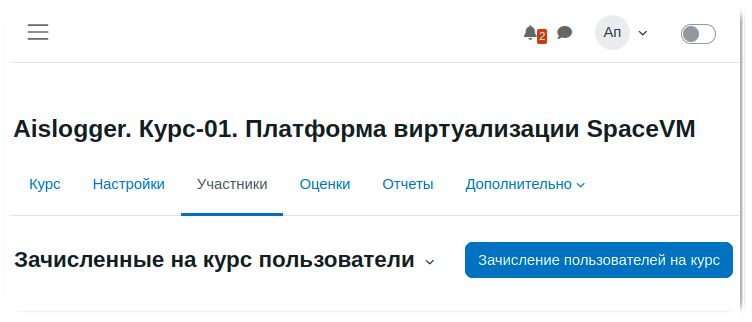 2
Ап
Aislogger. Курс-01. Платформа виртуализации SpaceVM
Курс Настройки Участники Оценки Отчеты Дополнительно
Зачисленные на курс пользователи
Зачисление пользователей на курс